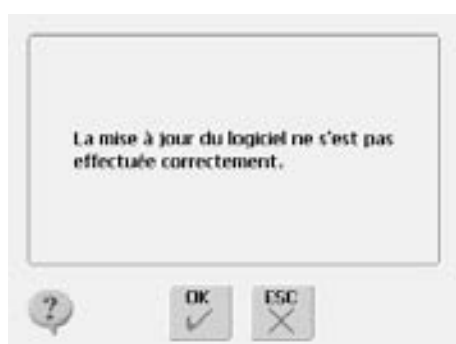 La mise à jour du logiciel ne s'est pas
effectuée correctement.
?
OK
ESC